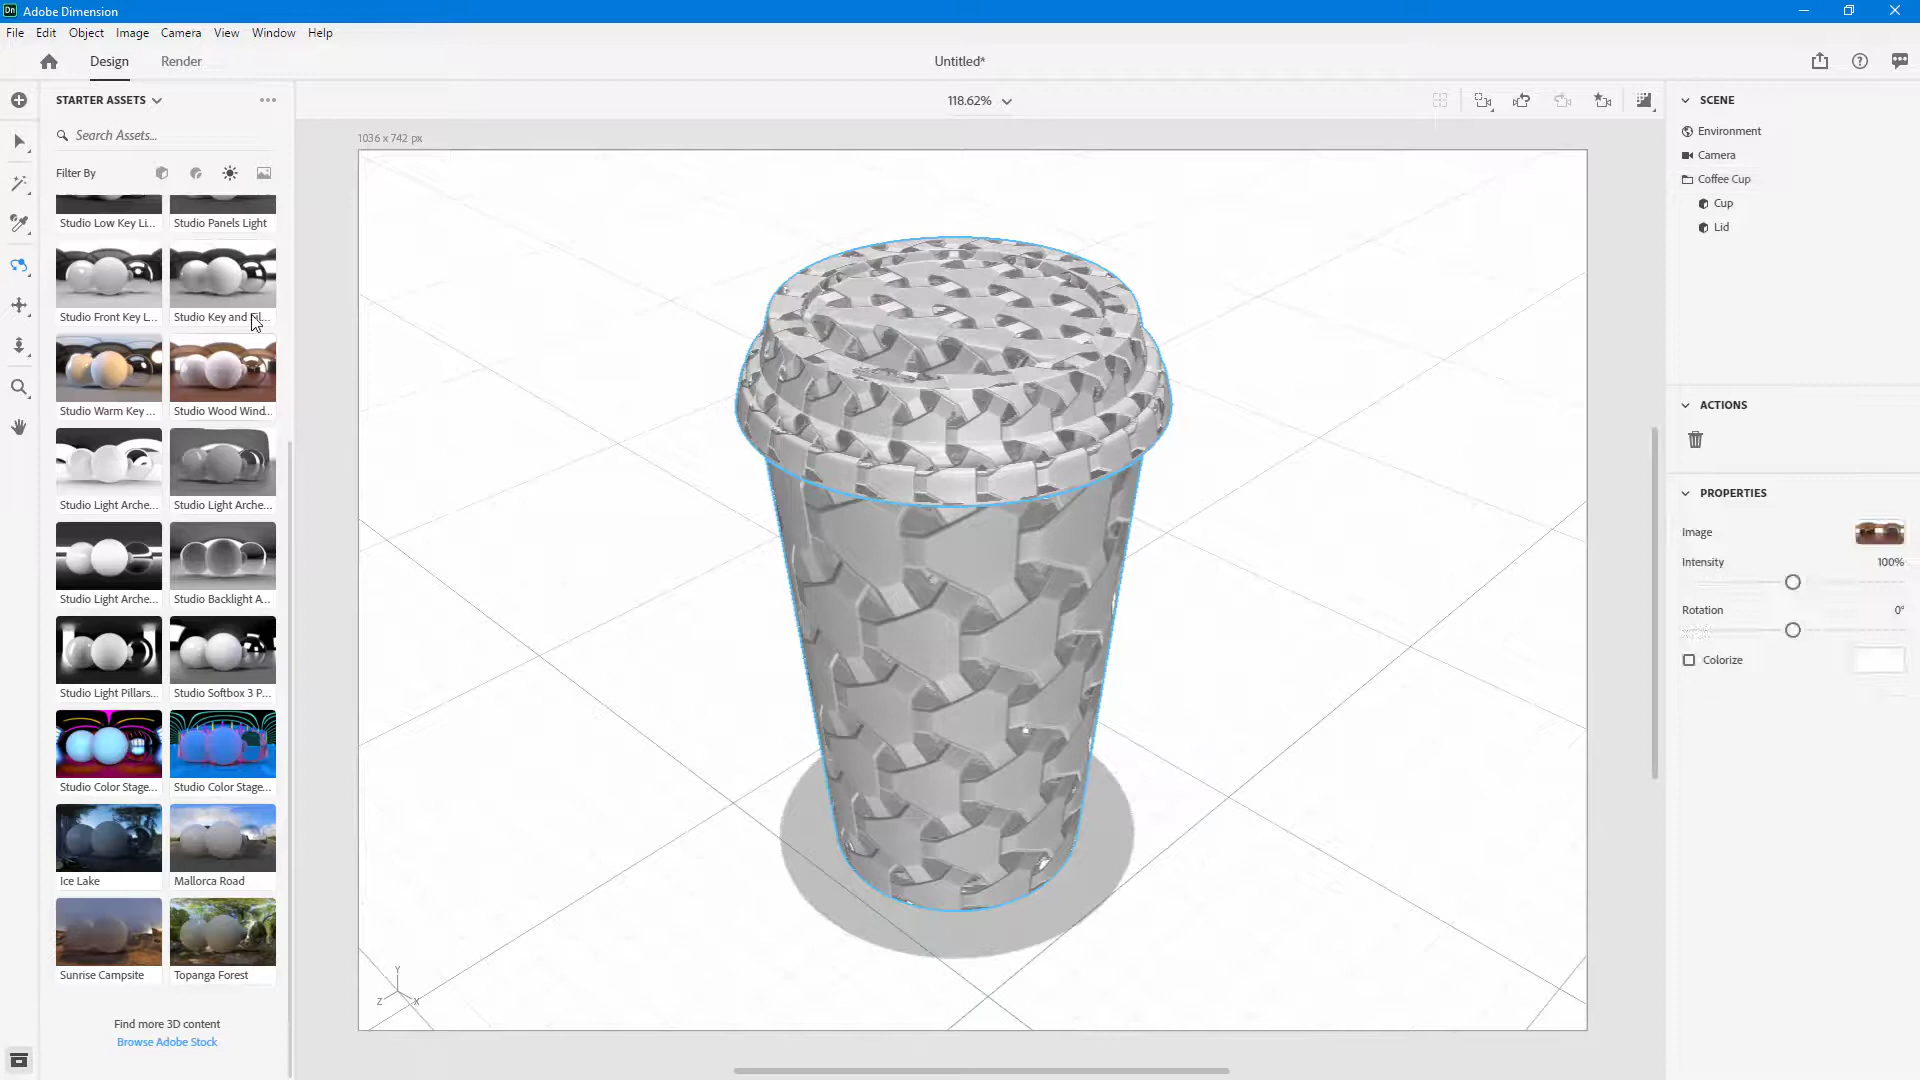 Dn Adobe Dimension
File Edit Object Image Camera View Window Help
Design Render Untitled*
STARTER ASSETS
118.62%
Search Assets...
1036 x 742 px
Filter By
Studio Low Key Li... Studio Panels Light
Studio Front Key L... Studio Key and Fil...
Studio Warm Key ... Studio Wood Wind...
Studio Light Arche... Studio Light Arche...
Studio Light Arche... Studio Backlight A...
Studio Light Pillars... Studio Softbox 3 P...
Studio Color Stage... Studio Color Stage...
Ice Lake Mallorca Road
Sunrise Campsite Topanga Forest
Find more 3D content
Browse Adobe Stock
Y
Z X
SCENE
Environment
Camera
Coffee Cup
Cup
Lid
ACTIONS
PROPERTIES
Image
Intensity 100%
Rotation 0°
Colorize